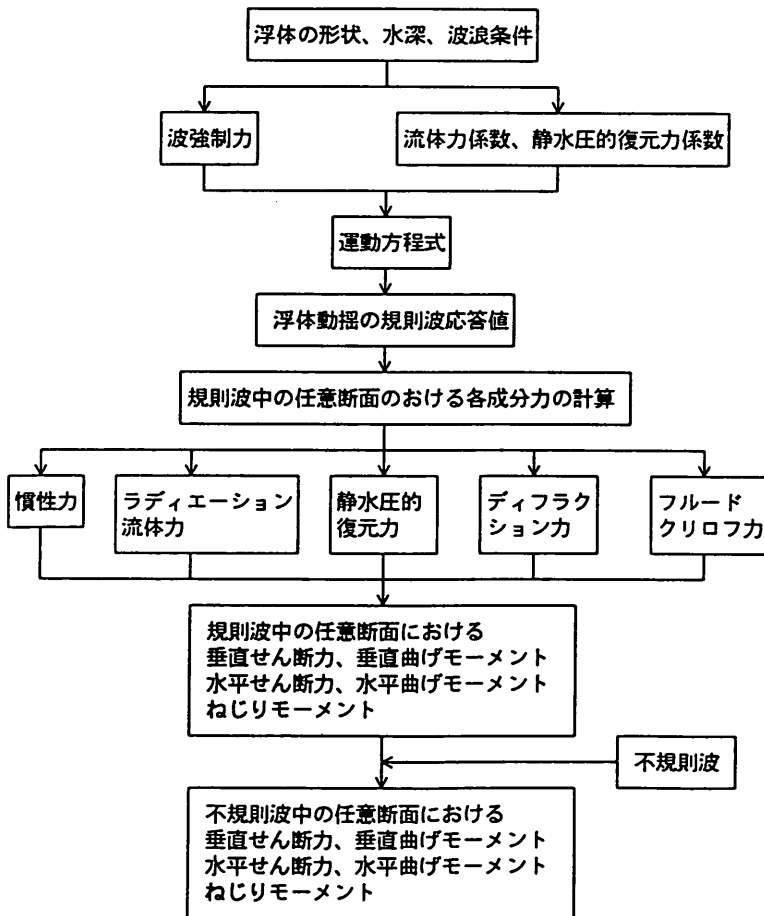 浮体の形状、水深、波浪条件
波強制力
流体力係数、静水圧的復元力係数
運動方程式
浮体動揺の規則波応答値
規則波中の任意断面のおける各成分力の計算
慣性力
ラディエーション
流体力
静水圧的
復元力
ディフラク
ション力
フルード
クリロフ力
規則波中の任意断面における
垂直せん断力、垂直曲げモーメント
水平せん断力、水平曲げモーメント
ねじりモーメント
不規則波
不規則波中の任意断面における
垂直せん断力、垂直曲げモーメント
水平せん断力、水平曲げモーメント
ねじりモーメント